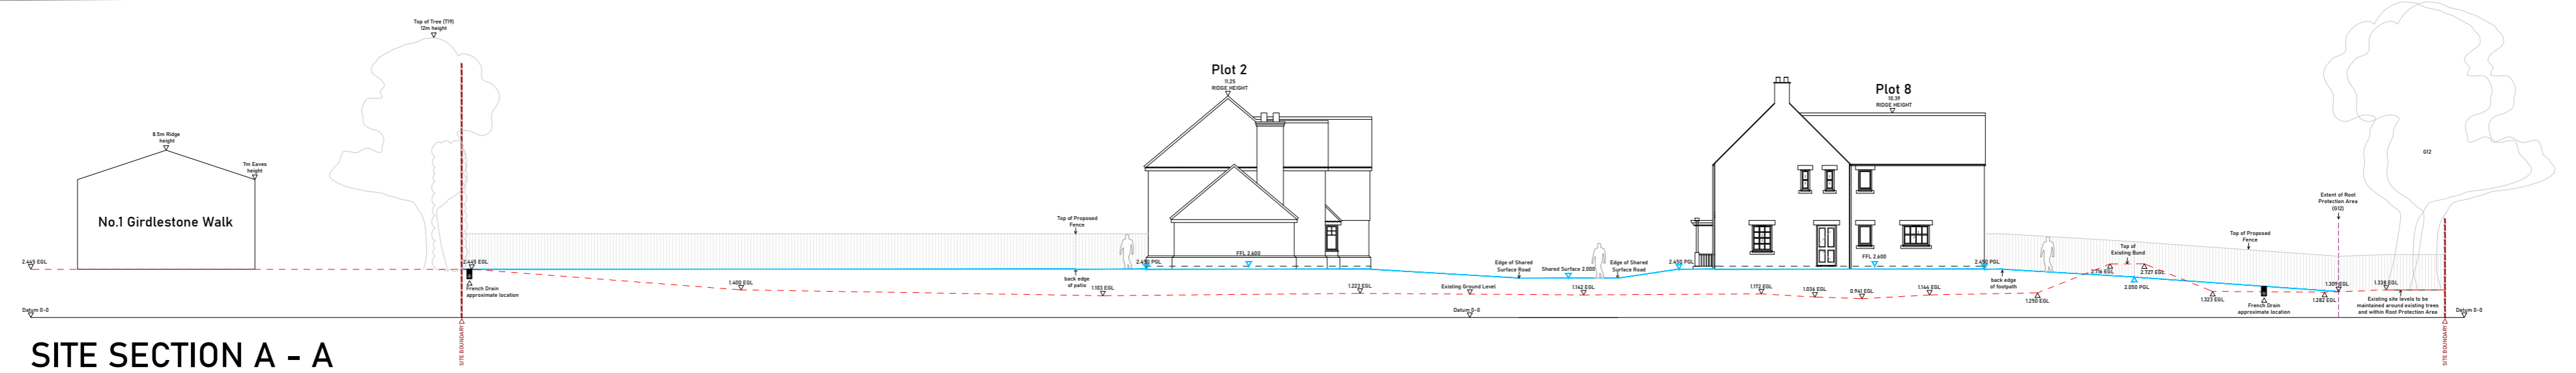 Top of Tree (T19)
12m height
8.5m Ridge
height
7m Eaves
height
No.1 Girdlestone Walk
2.445 EGL
Datum 0-0
2.445 EGL
French Drain
approximate location
SITE BOUNDARY
1.400 EGL
Top of Proposed
Fence
back edge
of patio
1.103 EGL
2.450 PGL
Plot 2
11.25
RIDGE HEIGHT
FFL 2.600
1.223 EGL
Existing Ground Level
Datum 0-0
Edge of Shared
Surface Road
Shared Surface 2.000
Edge of Shared
Surface Road
1.142 EGL
2.450 PGL
Plot 8
10.39
RIDGE HEIGHT
FFL 2.600
1.172 EGL
1.036 EGL
0.941 EGL
1.144 EGL
2.450 PGL
back edge
of footpath
1.250 EGL
Top of
Existing Bund
2.716 EGL
2.727 EGL
2.050 PGL
1.323 EGL
Top of Proposed
Fence
French Drain
approximate location
Extent of Root
Protection Area
(G12)
1.309 EGL
1.282 EGL
1.338 EGL
Existing site levels to be
maintained around existing trees
and within Root Protection Area
G12
Datum 0-0
SITE BOUNDARY
SITE SECTION A - A